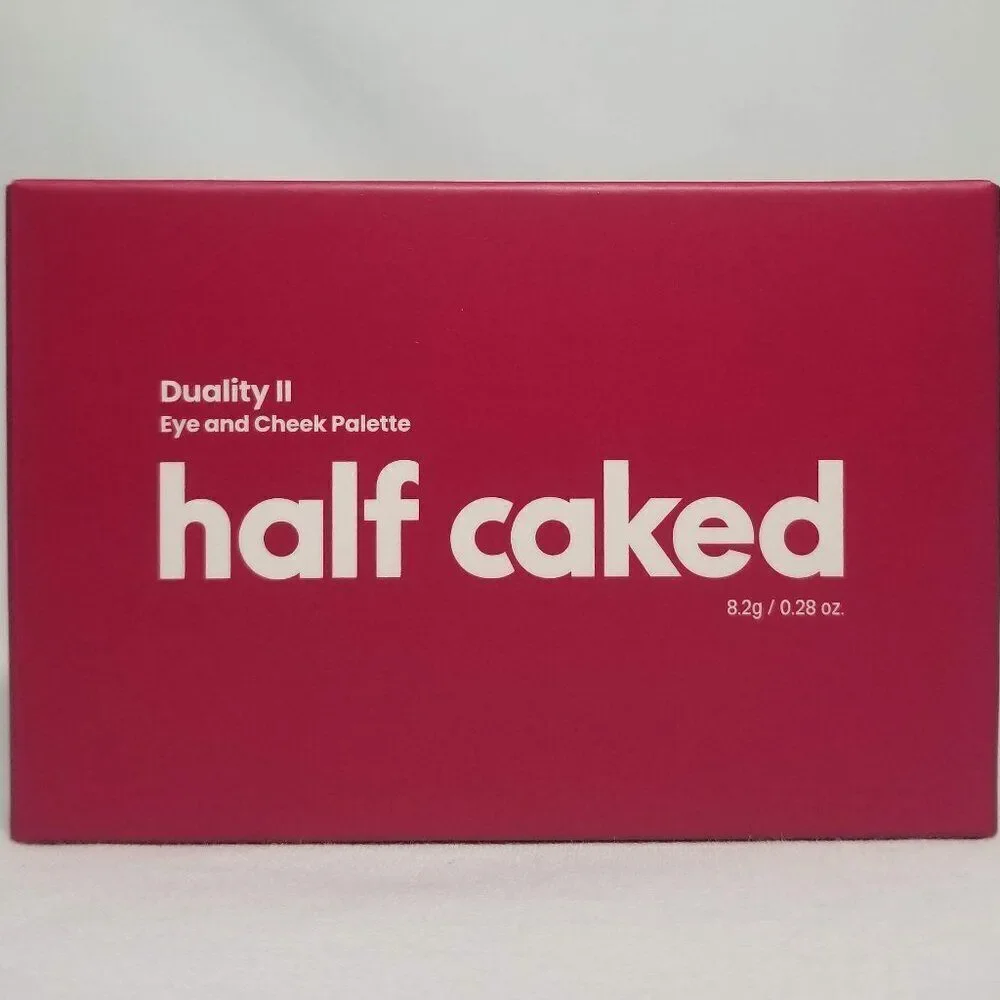 Duality II
Eye and Cheek Palette
half caked
8.2g / 0.28 oz.